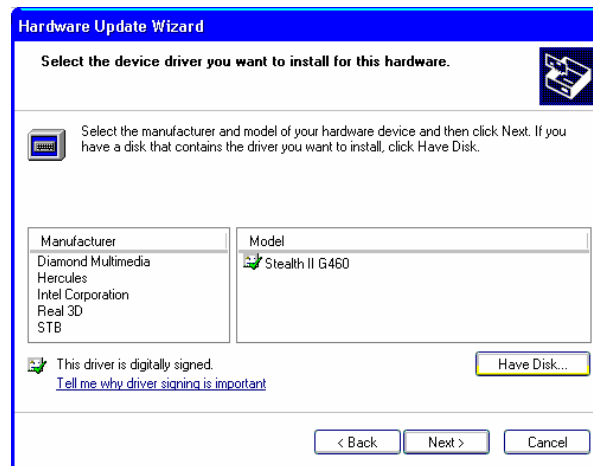 Hardware Update Wizard
Select the device driver you want to install for this hardware.
Select the manufacturer and model of your hardware device and then click Next. If you
have a disk that contains the driver you want to install, click Have Disk.
Manufacturer
Diamond Multimedia
Hercules
Intel Corporation
Real 3D
STB
Model
Stealth II G460
This driver is digitally signed.
Tell me why driver signing is important
Have Disk...
< Back
Next >
Cancel